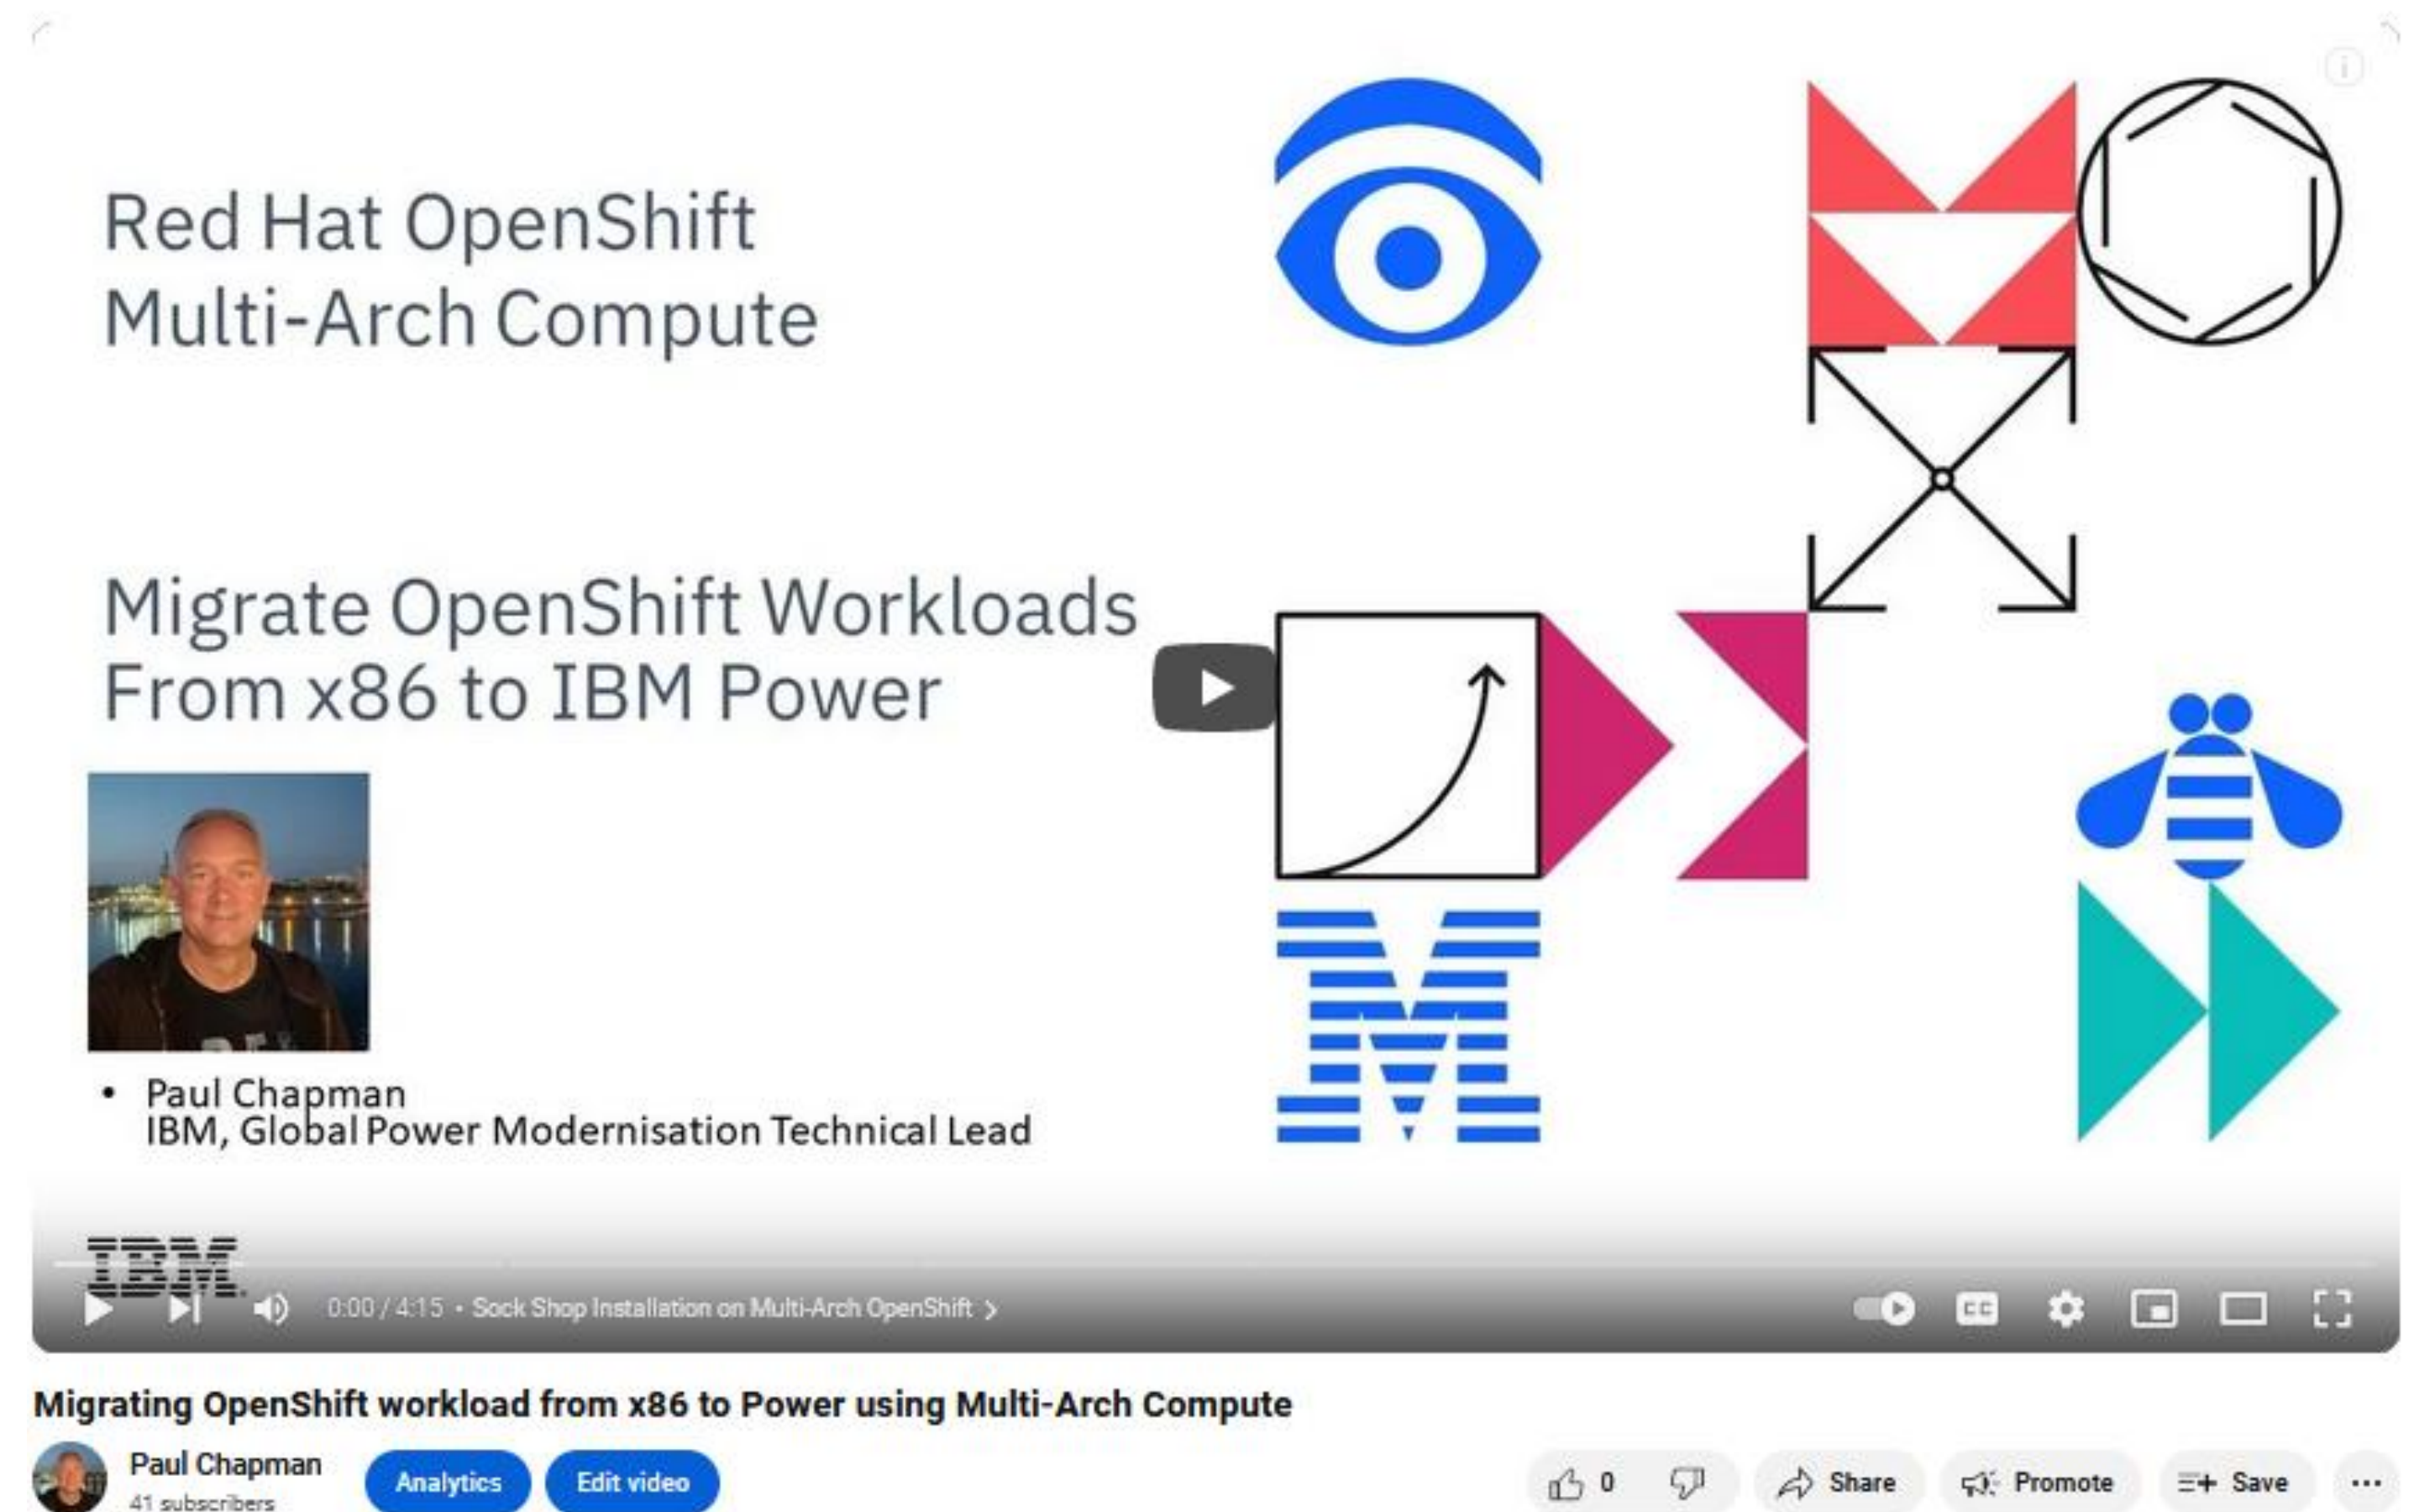 Red Hat OpenShift
Multi-Arch Compute
Migrate OpenShift Workloads
From x86 to IBM Power
• Paul Chapman
IBM, Global Power Modernisation Technical Lead
IBM
0:00 / 4:15 • Sock Shop Installation on Multi-Arch OpenShift
CC
Migrating OpenShift workload from x86 to Power using Multi-Arch Compute
Paul Chapman
41 subscribers
Analytics
Edit video
0
Share
Promote
Save